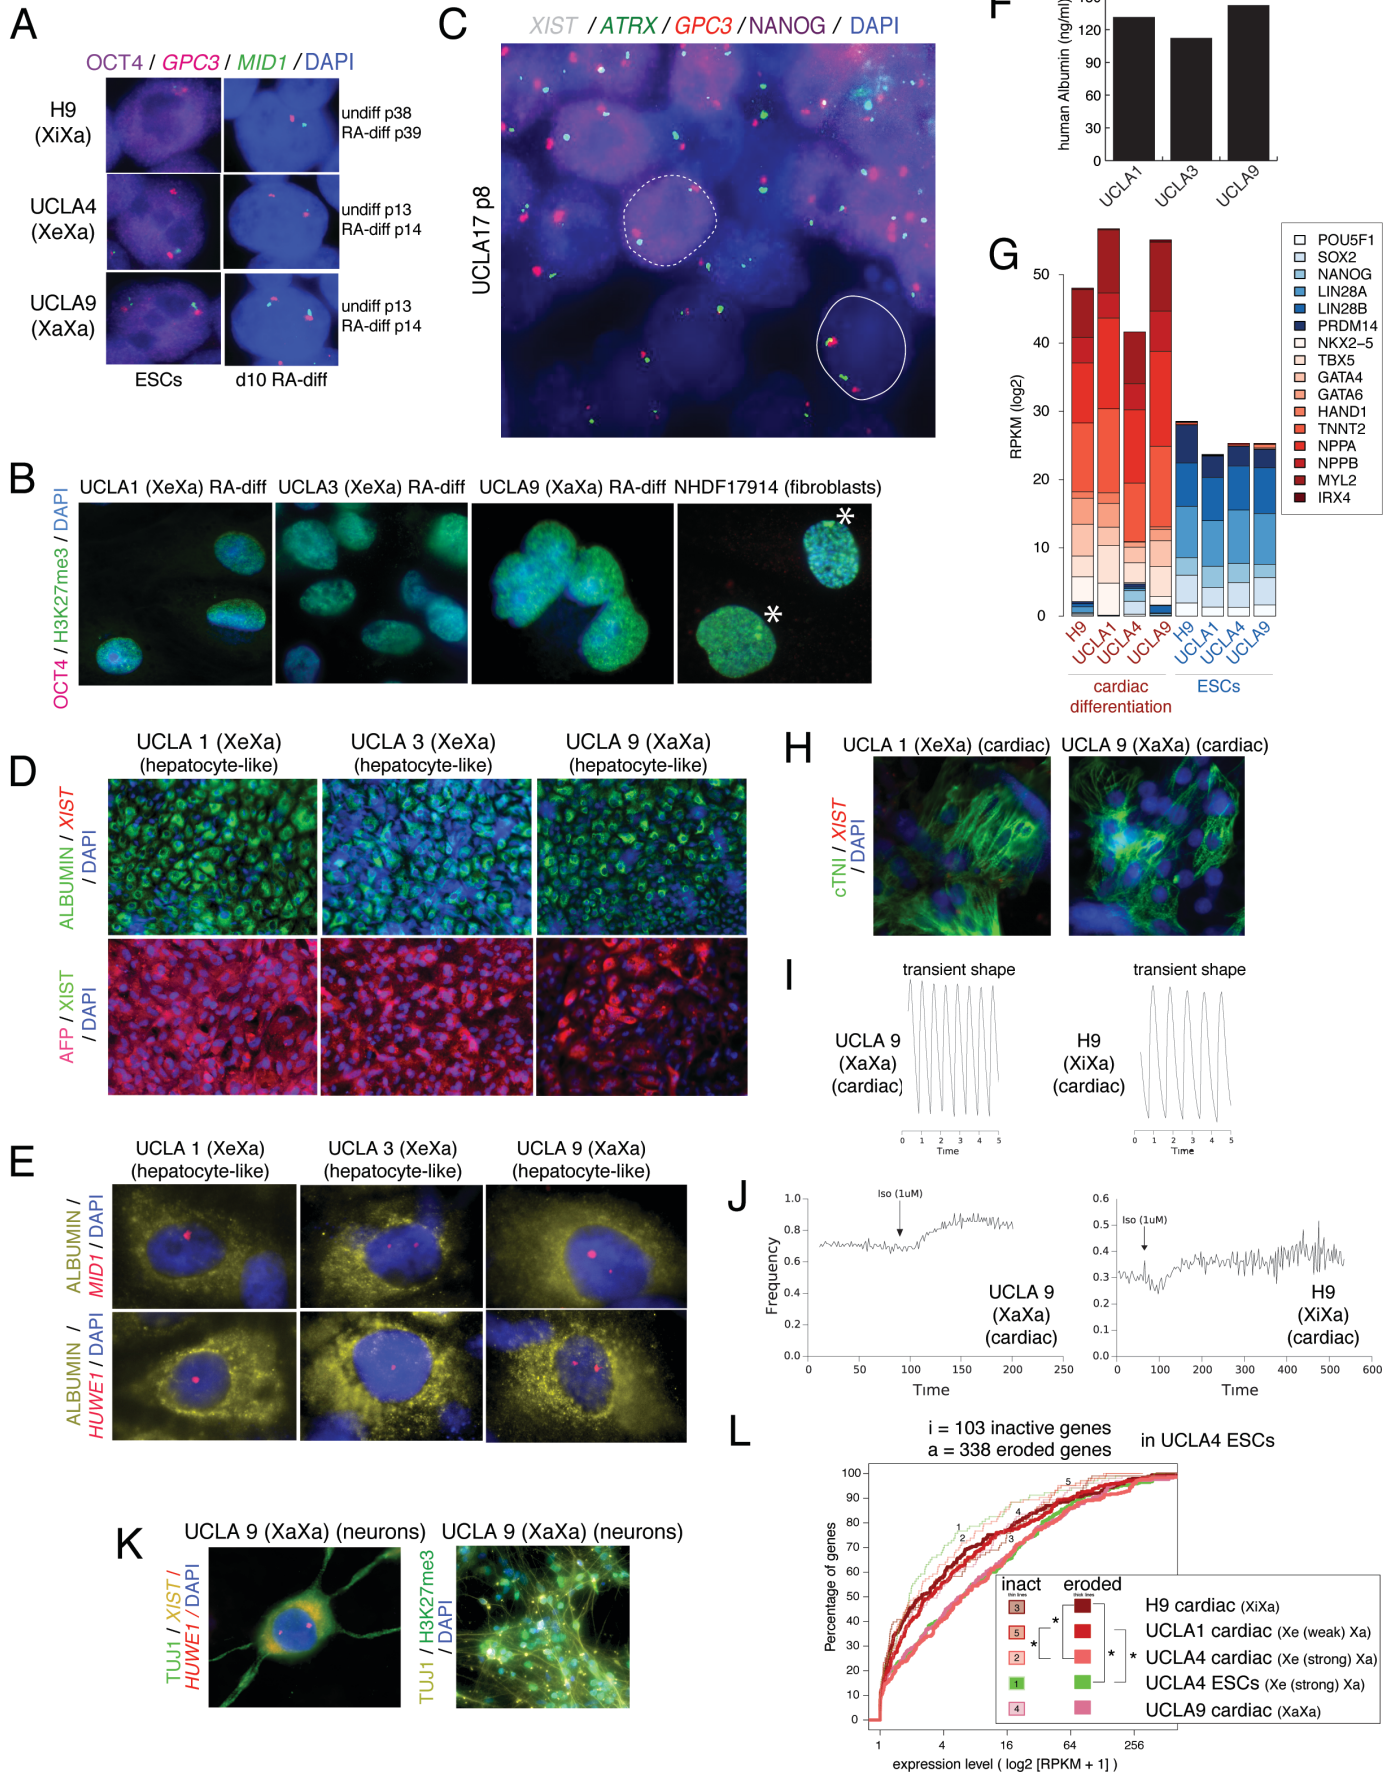 A
OCT4 / GPC3 / MID1 / DAPI
H9
(XiXa)
undiff p38
RA-diff p39
UCLA4
(XeXa)
undiff p13
RA-diff p14
UCLA9
(XaXa)
undiff p13
RA-diff p14
ESCs
d10 RA-diff
C
XIST / ATRX / GPC3 / NANOG / DAPI
UCLA17 p8
F
human Albumin (ng/ml)
120
90
60
30
0
UCLA1
UCLA3
UCLA9
G
RPKM (log2)
50
40
30
20
10
0
H9
UCLA1
UCLA4
UCLA9
H9
UCLA1
UCLA4
UCLA9
cardiac
differentiation
ESCs
POU5F1
SOX2
NANOG
LIN28A
LIN28B
PRDM14
NKX2-5
TBX5
GATA4
GATA6
HAND1
TNNT2
NPPA
NPPB
MYL2
IRX4
B
UCLA1 (XeXa) RA-diff
UCLA3 (XeXa) RA-diff
UCLA9 (XaXa) RA-diff
NHDF17914 (fibroblasts)
OCT4 / H3K27me3 / DAPI
*
*
D
UCLA 1 (XeXa)
(hepatocyte-like)
UCLA 3 (XeXa)
(hepatocyte-like)
UCLA 9 (XaXa)
(hepatocyte-like)
ALBUMIN / XIST
/ DAPI
AFP / XIST
/ DAPI
E
UCLA 1 (XeXa)
(hepatocyte-like)
UCLA 3 (XeXa)
(hepatocyte-like)
UCLA 9 (XaXa)
(hepatocyte-like)
ALBUMIN /
MID1 / DAPI
ALBUMIN /
HUWE1 / DAPI
H
UCLA 1 (XeXa) (cardiac)
UCLA 9 (XaXa) (cardiac)
cTNI / XIST
/ DAPI
I
transient shape
UCLA 9
(XaXa)
(cardiac)
0 1 2 3 4 5
Time
transient shape
H9
(XiXa)
(cardiac)
0 1 2 3 4 5
Time
J
Frequency
1.0
0.8
0.6
0.4
0.2
0.0
Iso (1uM)
UCLA 9
(XaXa)
(cardiac)
0 50 100 150 200 250
Time
0.6
0.5
0.4
0.3
0.2
0.1
0.0
Iso (1uM)
H9
(XiXa)
(cardiac)
0 100 200 300 400 500 600
Time
K
UCLA 9 (XaXa) (neurons)
UCLA 9 (XaXa) (neurons)
TUJ1 / XIST /
HUWE1 / DAPI
TUJ1 / H3K27me3
/ DAPI
L
i = 103 inactive genes
a = 338 eroded genes
in UCLA4 ESCs
Percentage of genes
100
90
80
70
60
50
40
30
20
10
0
1
2
3
4
5
inact
eroded
thin lines
thick lines
3
H9 cardiac (XiXa)
5
UCLA1 cardiac (Xe (weak) Xa)
2
UCLA4 cardiac (Xe (strong) Xa)
1
UCLA4 ESCs (Xe (strong) Xa)
4
UCLA9 cardiac (XaXa)
*
*
*
*
1 4 16 64 256
expression level ( log2 [RPKM + 1] )